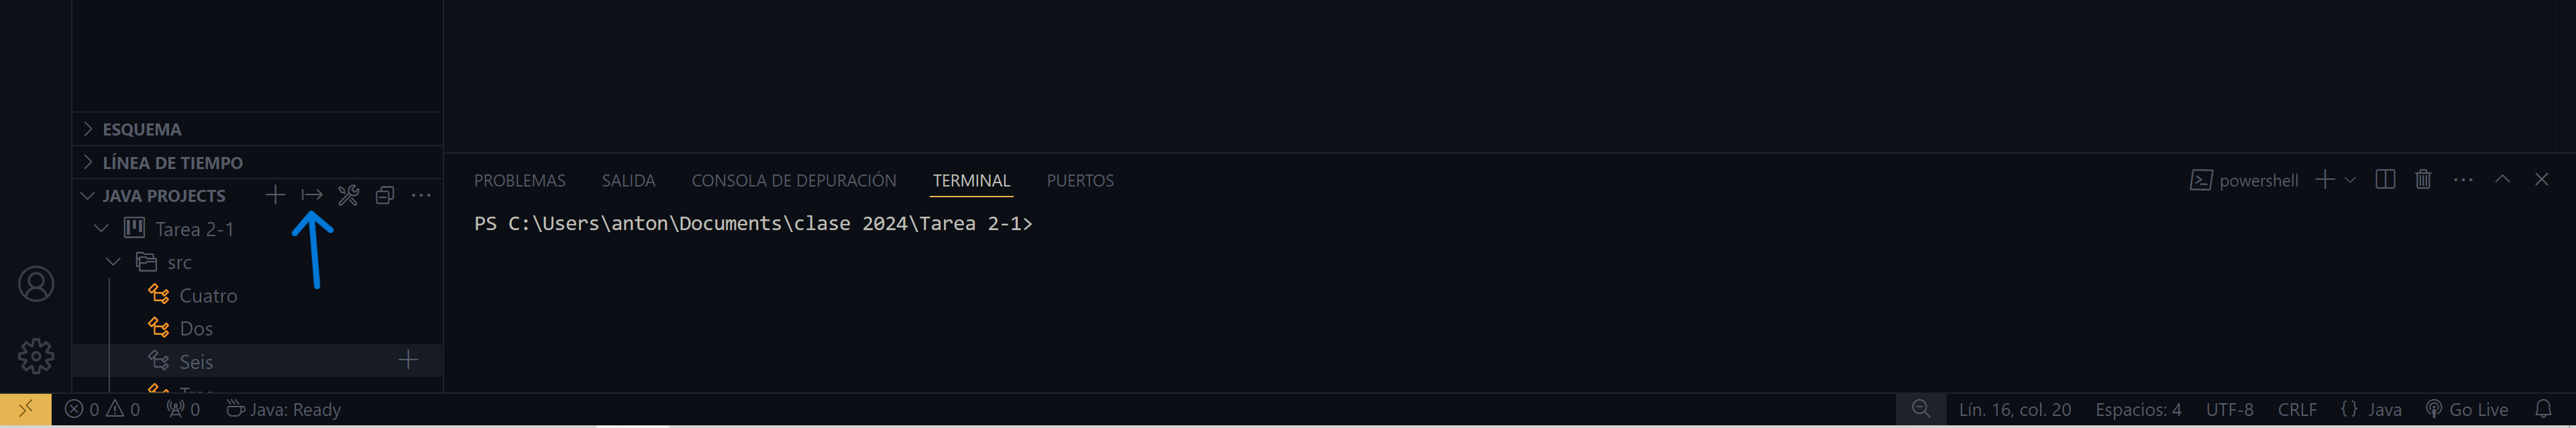 ESQUEMA
LÍNEA DE TIEMPO
JAVA PROJECTS
Tarea 2-1
src
Cuatro
Dos
Seis
PROBLEMAS SALIDA CONSOLA DE DEPURACIÓN TERMINAL PUERTOS
powershell
PS C:\Users\anton\Documents\clase 2024\Tarea 2-1>
0 0 0 Java: Ready
Lín. 16, col. 20 Espacios: 4 UTF-8 CRLF {} Java Go Live